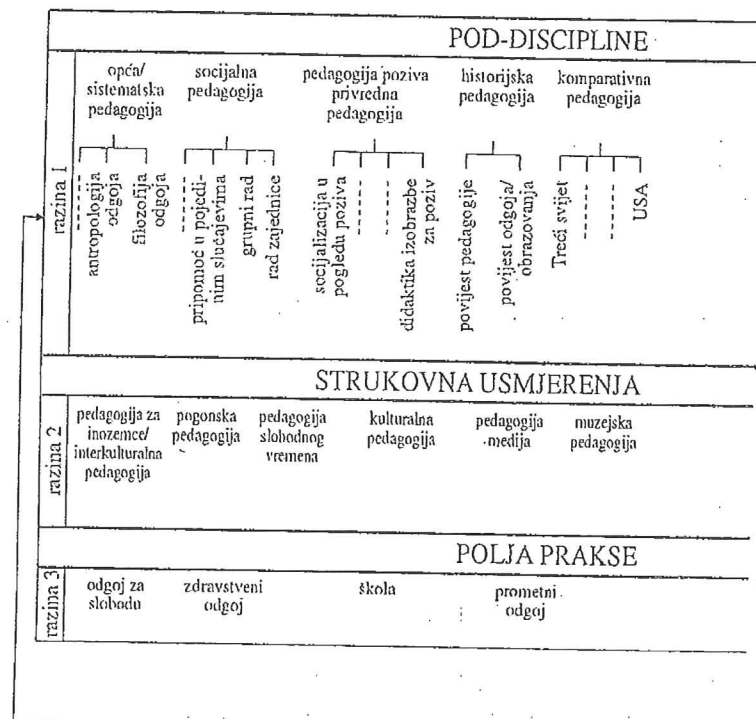 POD-DISCIPLINE
razina 1
opća/
sistematska
pedagogija
socijalna
pedagogija
pedagogija poziva
privredna
pedagogija
historijska
pedagogija
komparativna
pedagogija
antropologija
odgoja
filozofija
odgoja
pripomoć u pojedi-
nim slučajevima
grupni rad
rad zajednice
socijalizacija u
pogledu poziva
didaktika izobrazbe
za poziv
povijest pedagogije
povijest odgoja/
obrazovanja
Treći svijet
USA
STRUKOVNA USMJERENJA
razina 2
pedagogija za
inozemce/
interkulturalna
pedagogija
pogonska
pedagogija
pedagogija
slobodnog
vremena
kulturalna
pedagogija
pedagogija
medija
muzejska
pedagogija
POLJA PRAKSE
razina 3
odgoj za
slobodu
zdravstveni
odgoj
škola
prometni
odgoj